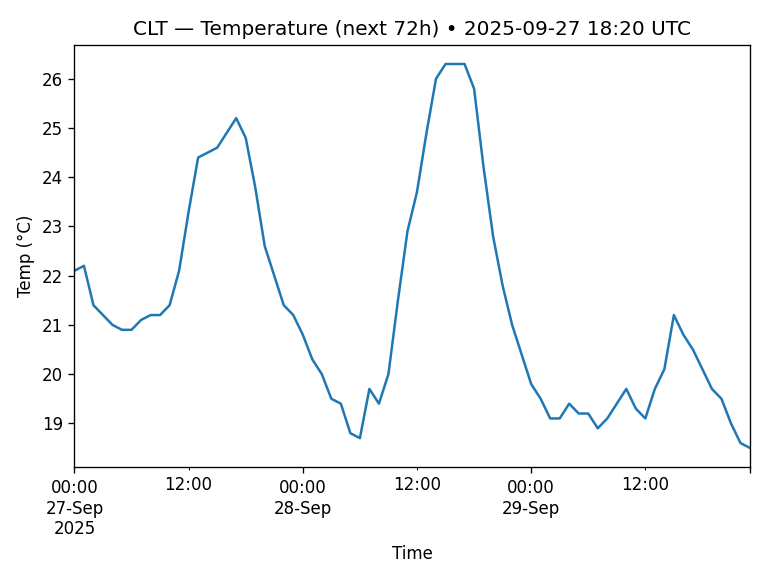 CLT — Temperature (next 72h) • 2025-09-27 18:20 UTC
Temp (°C)
26
25
24
23
22
21
20
19
00:00 12:00 00:00 12:00 00:00 12:00
27-Sep 28-Sep 29-Sep
2025
Time